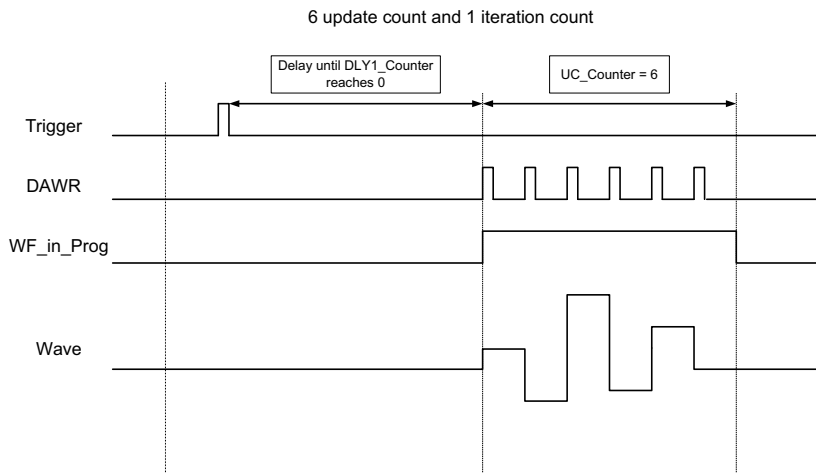 6 update count and 1 iteration count
Delay until DLY1_Counter
reaches 0
UC_Counter = 6
Trigger
DAWR
WF_in_Prog
Wave